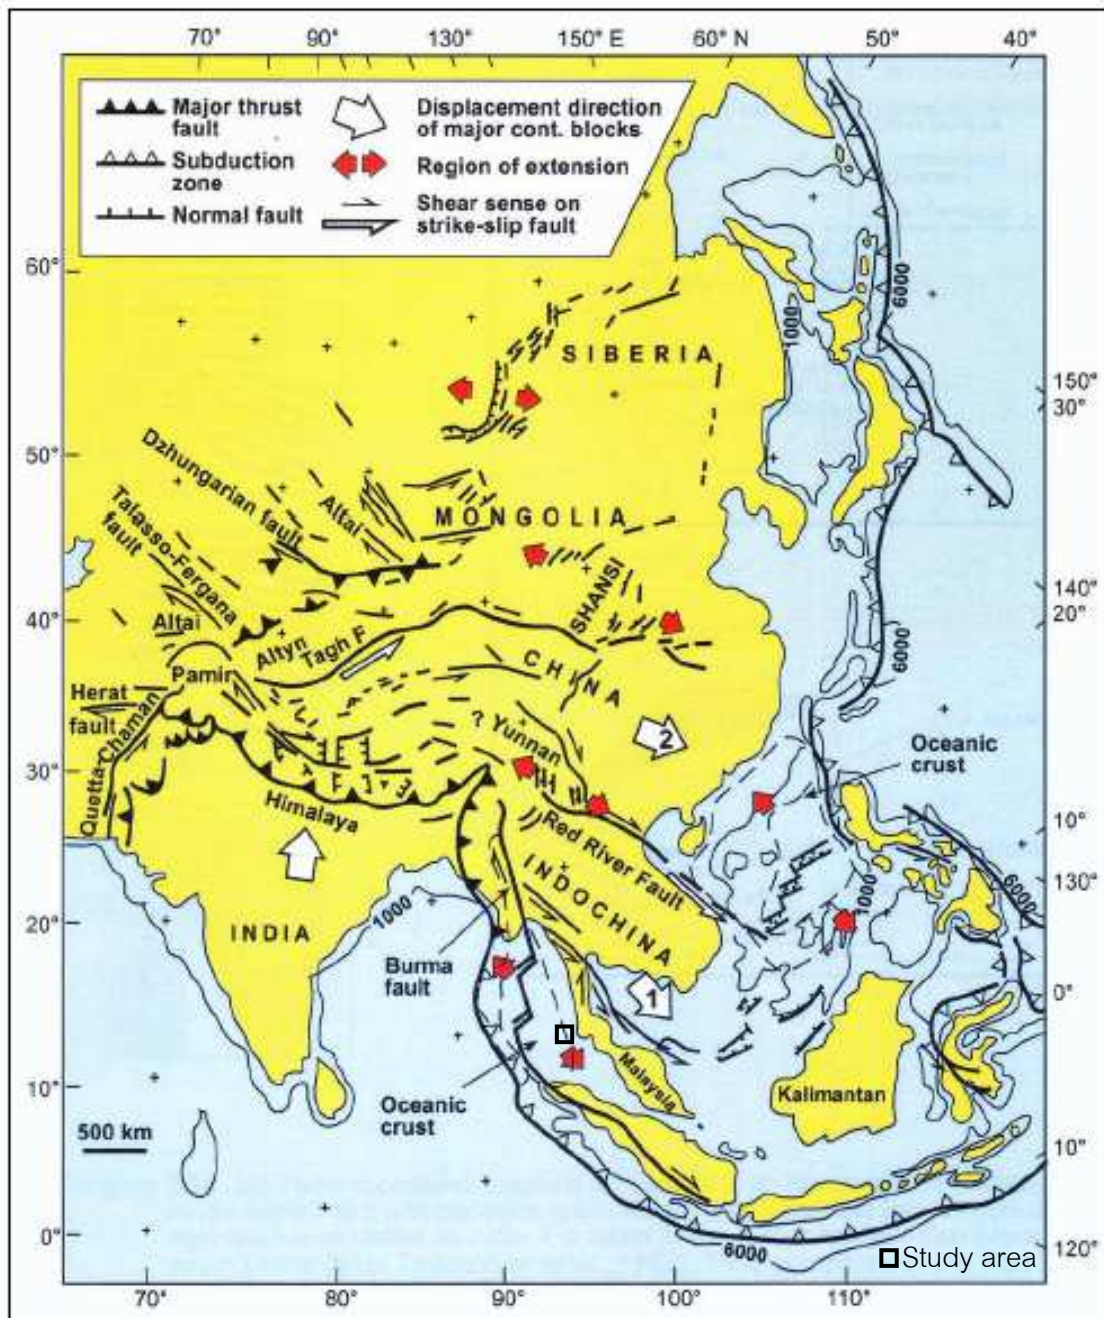 70° 90° 130° 150° E 60° N 50° 40°
Major thrust
fault
Subduction
zone
Normal fault
Displacement direction
of major cont. blocks
Region of extension
Shear sense on
strike-slip fault
60°
6000
1000
SIBERIA
150°
30°
50°
Dzhungarian fault
Altai
MONGOLIA
Talasso-Fergana
fault
SHANSI
140°
20°
40°
Altai
Altyn
Tagh F
6000
CHINA
Pamir
Herat
fault
Quetta-Chaman
? Yunnan
2
Oceanic
crust
30°
Himalaya
Red River Fault
10°
INDOCHINA
130°
6000
1000
1000
20°
INDIA
Burma
fault
1
0°
Malaysia
Kalimantan
10°
Oceanic
crust
500 km
10°
0°
6000
Study area
120°
70° 80° 90° 100° 110°